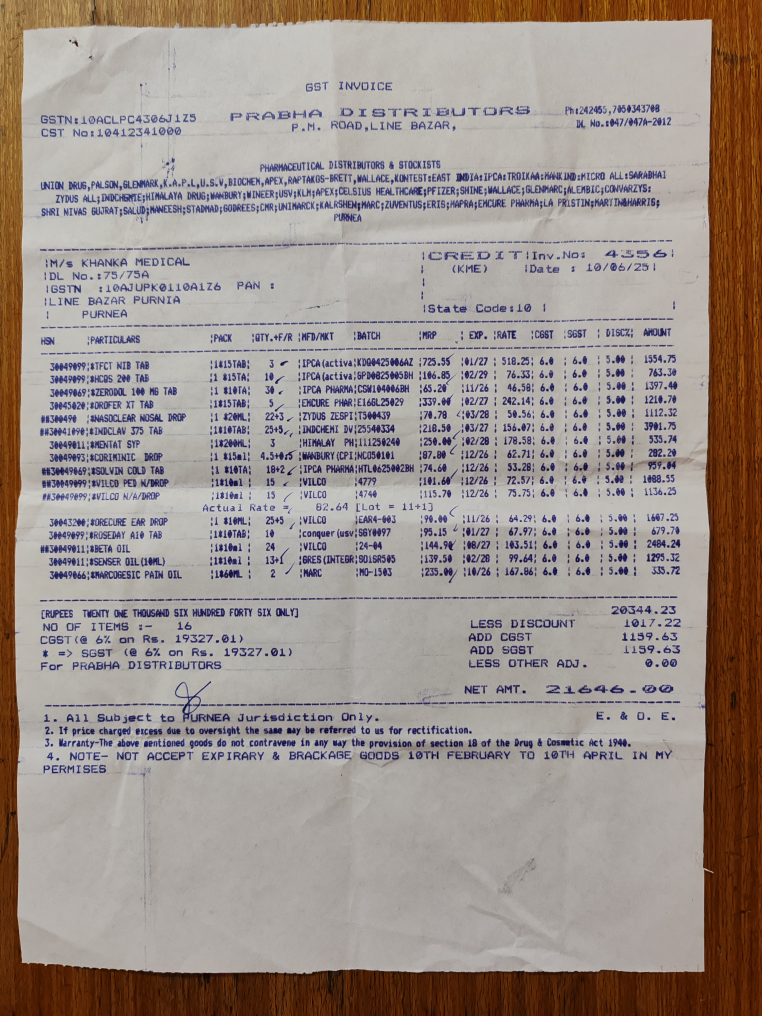 GST INVOICE
GSTN:10ACLPC4306J1Z5 PRABHA DISTRIBUTORS Ph:242455,7050343708
CST No:10412341000 P.M. ROAD,LINE BAZAR, DL No.:047/047A-2012
PHARMACEUTICAL DISTRIBUTORS & STOCKISTS
UNION DRUG,PALSON,GLENMARK,K.A.P.L,U.S.V,BIOCHEM,APEX,RAPTAKOS-BRETT,WALLACE,KONTEST:EAST INDIA:IPCA:TROIKAA:MANKIND:MICRO ALL:SARABHAI
ZYDUS ALL;INDCHEMIE;HIMALAYA DRUG;WANBURY;WINEER;USV;KLM;APEX;CELSIUS HEALTHCARE;PFIZER;SHINE;WALLACE;GLENMARC;ALEMBIC;CONVARZYS:
SHRI NIVAS GUJRAT;SALUD;MANEESH;STADMAD;GODREES;CMR;UNIMARCK;KALRSHEM;MARC;ZUVENTUS;ERIS;HAPRA;EMCURE PHARMA;LA PRISTIN;MARTIN&HARRIS;
PURNEA
|M/s KHANKA MEDICAL |CREDIT|Inv.No: 4356|
|DL No.:75/75A | (KME) |Date : 10/06/25|
|GSTN :10AJUPK0110A1Z6 PAN : |
|LINE BAZAR PURNIA |
| PURNEA |State Code:10 | |
HSN |PARTICULARS |PACK |QTY.+F/R |MFD/MKT |BATCH |MRP | EXP. |RATE |CGST |SGST | DISC%| AMOUNT
30049099|#TFCT NIB TAB |1#15TAB| 3 |IPCA(activa|KDG0425006AZ |725.55 |01/27 | 518.25| 6.0 | 6.0 | 5.00 | 1554.75
30049099|#HCQS 200 TAB |1 #15TA| 10 |IPCA(activa|GPD0825005BH |106.85 |02/29 | 76.33| 6.0 | 6.0 | 5.00 | 763.30
30049069|#ZERODOL 100 MG TAB |1 #10TA| 30 |IPCA PHARMA|CSW104006BH |65.20 |11/26 | 46.58| 6.0 | 6.0 | 5.00 | 1397.40
30045020|#OROFER XT TAB |1#15TAB| 5 |EMCURE PHAR|E16GL25029 |339.00 |02/27 | 242.14| 6.0 | 6.0 | 5.00 | 1210.70
##300490 |#NASOCLEAR NOSAL DROP |1 #20ML| 22+3 |ZYDUS ZESPI|T500439 |70.78 |03/28 | 50.56| 6.0 | 6.0 | 5.00 | 1112.32
##30041090|#INDCLAV 375 TAB |1#10TAB| 25+5 |INDCHEMI DV|25540334 |218.50 |03/27 | 156.07| 6.0 | 6.0 | 5.00 | 3901.75
30049011|#MENTAT SYP |1#200ML| 3 |HIMALAY PH|111250240 |250.00 |02/28 | 178.58| 6.0 | 6.0 | 5.00 | 535.74
30049093|#CORIMINIC DROP |1 #15ml| 4.5+0.5 |WANBURY(CPI|NCO50101 |87.80 |12/26 | 62.71| 6.0 | 6.0 | 5.00 | 282.20
##30049069|#SOLVIN COLD TAB |1 #10TA| 18+2 |IPCA PHARMA|HTL0625002BH |74.60 |12/26 | 53.28| 6.0 | 6.0 | 5.00 | 959.04
##30049099|#VILCO PED N/DROP |1#10ml | 15 |VILCO |4779 |101.60 |12/26 | 72.57| 6.0 | 6.0 | 5.00 | 1088.55
##30049099|#VILCO N/A/DROP |1#10ml | 15 |VILCO |4740 |115.70 |12/26 | 75.75| 6.0 | 6.0 | 5.00 | 1136.25
Actual Rate = 82.64 [Lot = 11+1]
30043200|#ORECURE EAR DROP |1 #10ML| 25+5 |VILCO |EAR4-003 |90.00 |11/26 | 64.29| 6.0 | 6.0 | 5.00 | 1607.25
30049099|#ROSEDAY A10 TAB |1#10TAB| 10 |conquer(usv|SGY0097 |95.15 |01/27 | 67.97| 6.0 | 6.0 | 5.00 | 679.70
##30049011|#BETA OIL |1#10ml | 24 |VILCO |24-04 |144.90 |08/27 | 103.51| 6.0 | 6.0 | 5.00 | 2484.24
30049011|#SENSER OIL(10ML) |1#10ml | 13+1 |GRES(INTEGR|SO1SR505 |139.50 |02/28 | 99.64| 6.0 | 6.0 | 5.00 | 1295.32
30049066|#MARCOGESIC PAIN OIL |1#60ML | 2 |MARC |MO-1503 |235.00 |10/26 | 167.86| 6.0 | 6.0 | 5.00 | 335.72
20344.23
[RUPEES TWENTY ONE THOUSAND SIX HUNDRED FORTY SIX ONLY]
LESS DISCOUNT 1017.22
NO OF ITEMS :- 16
ADD CGST 1159.63
CGST(@ 6% on Rs. 19327.01)
ADD SGST 1159.63
* => SGST (@ 6% on Rs. 19327.01)
LESS OTHER ADJ. 0.00
For PRABHA DISTRIBUTORS
NET AMT. 21646.00
1. All Subject to PURNEA Jurisdiction Only. E. & O. E.
2. If price charged excess due to oversight the same may be referred to us for rectification.
3. Warranty-The above mentioned goods do not contravene in any way the provision of section 18 of the Drug & Cosmetic Act 1940.
4. NOTE- NOT ACCEPT EXPIRARY & BRACKAGE GOODS 10TH FEBRUARY TO 10TH APRIL IN MY
PERMISES